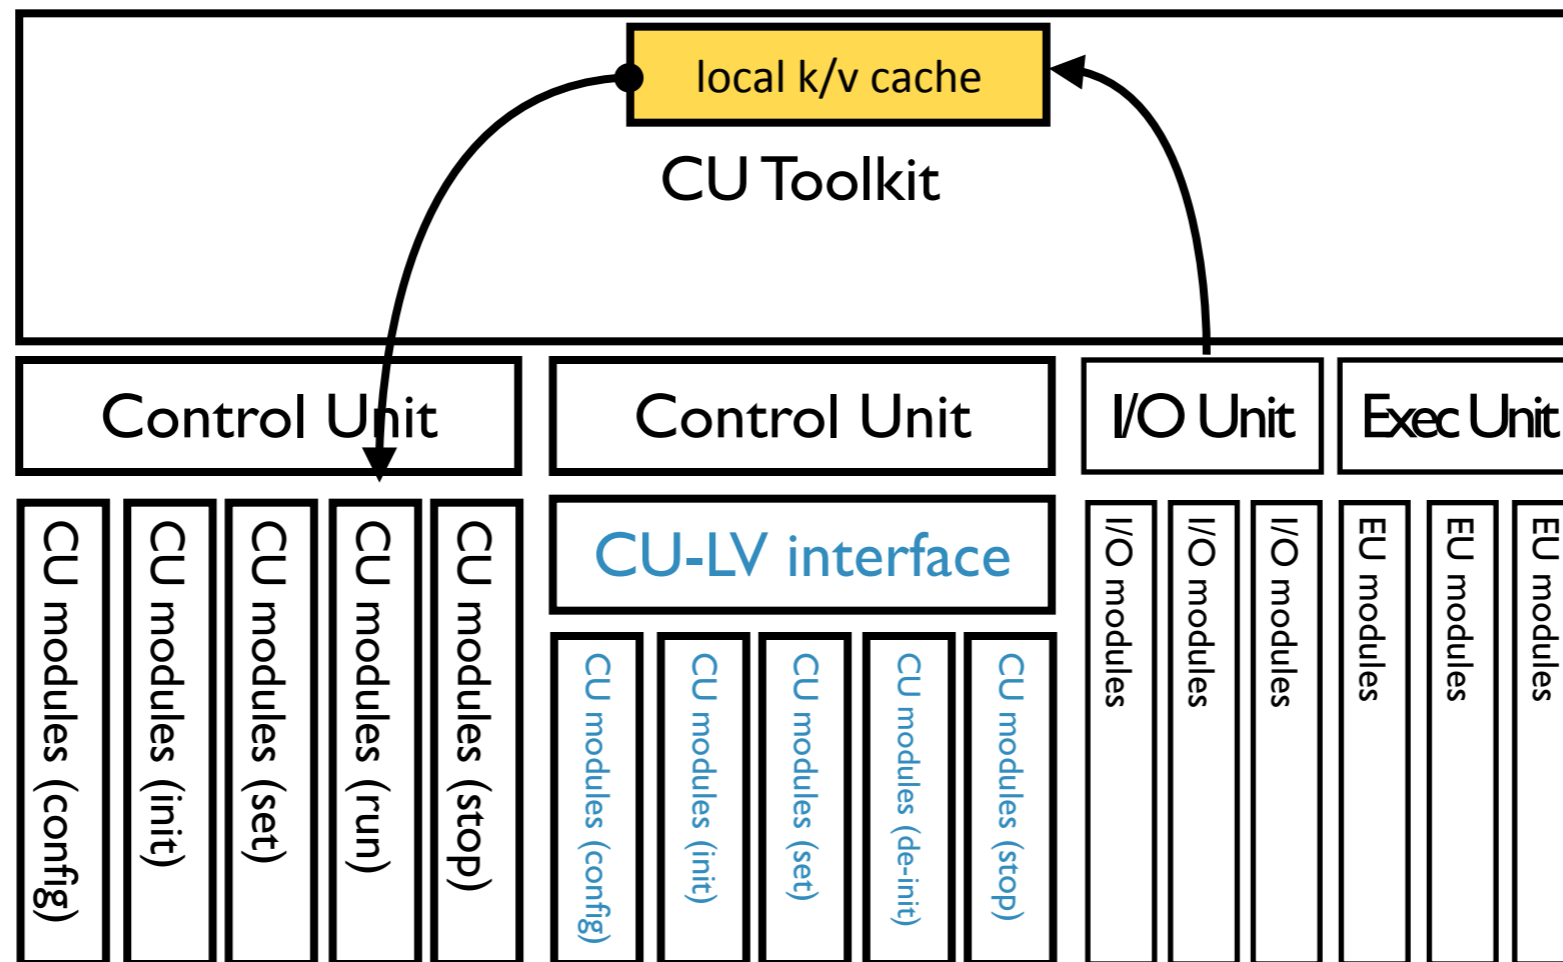 local k/v cache
CU Toolkit
Control Unit
Control Unit
I/O Unit
Exec Unit
CU-LV interface
CU modules (config)
CU modules (init)
CU modules (set)
CU modules (run)
CU modules (stop)
CU modules (config)
CU modules (init)
CU modules (set)
CU modules (de-init)
CU modules (stop)
I/O modules
I/O modules
I/O modules
EU modules
EU modules
EU modules